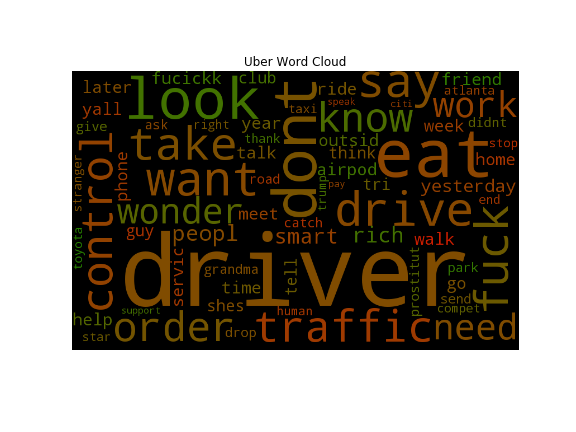 Uber Word Cloud
later
fucickk
club
look
dont
ride
say
friend
yall
taxi
speak
citi
atlanta
work
give
ask
right
year
know
week
didnt
thank
outsid
take
talk
think
eat
stop
home
control
phone
stranger
want
road
airpod
tri
yesterday
trump
pay
wonder
meet
catch
drive
end
guy
peopl
smart
rich
walk
fuck
toyota
servic
driver
grandma
tell
park
time
go
prostitut
send
shes
support
human
compet
help
order
drop
traffic
need
star